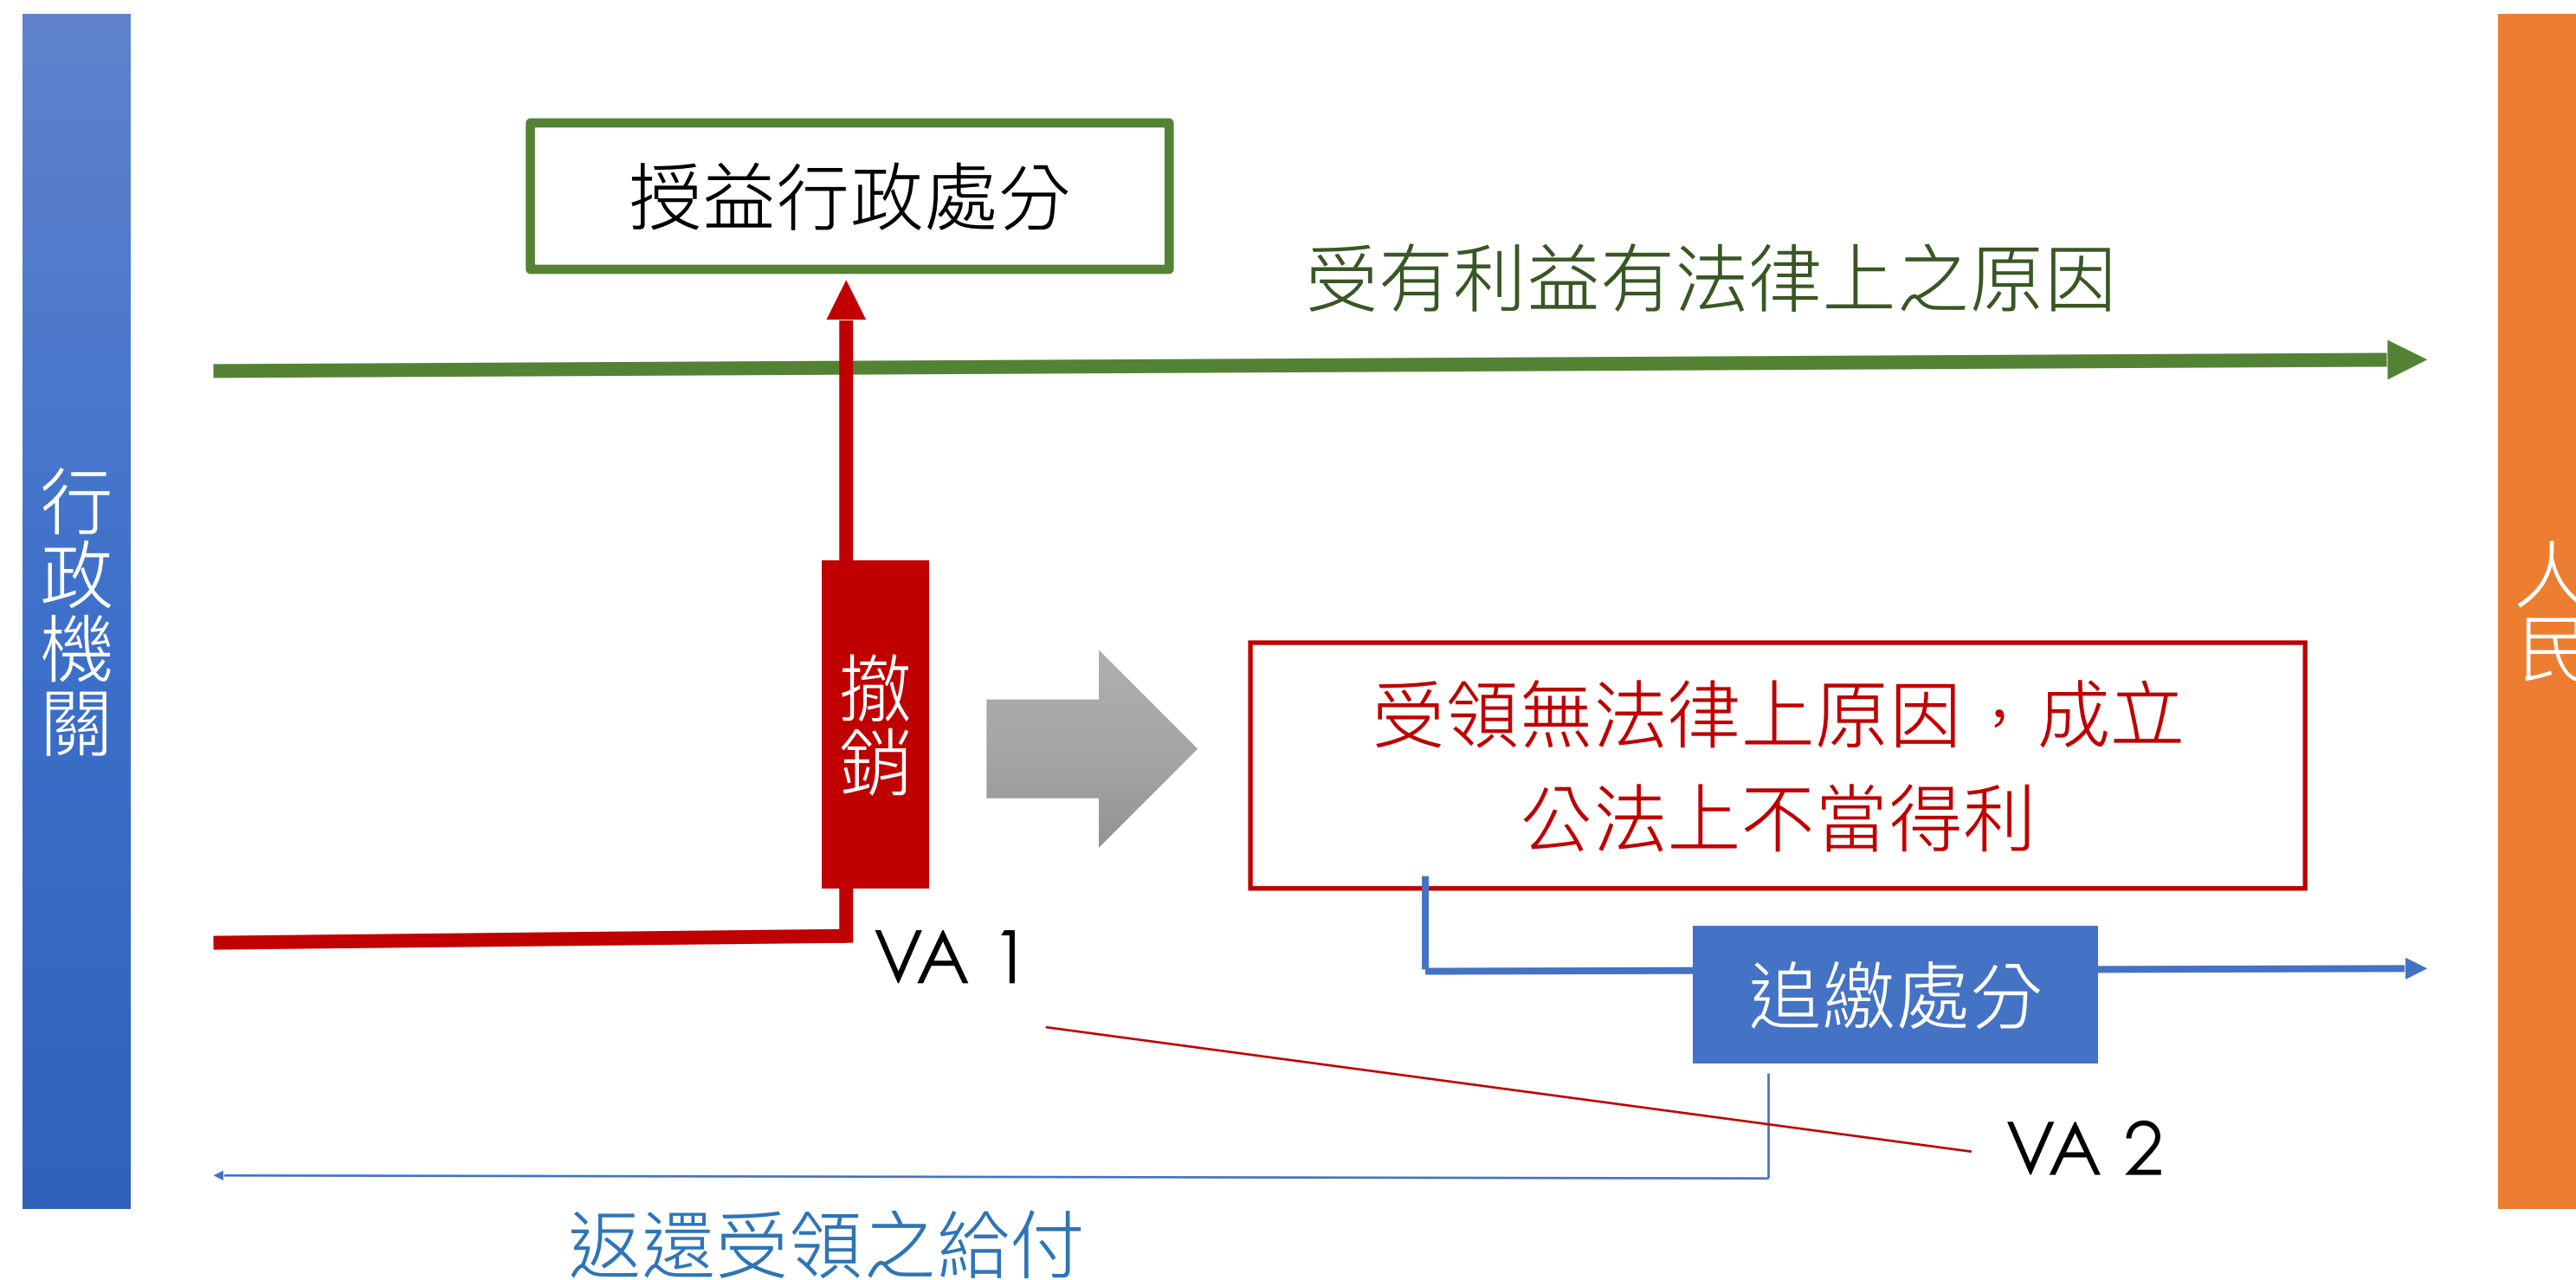 授益行政處分
受有利益有法律上之原因
行政機關
人民
撤銷
受領無法律上原因，成立
公法上不當得利
VA 1
追繳處分
VA 2
返還受領之給付